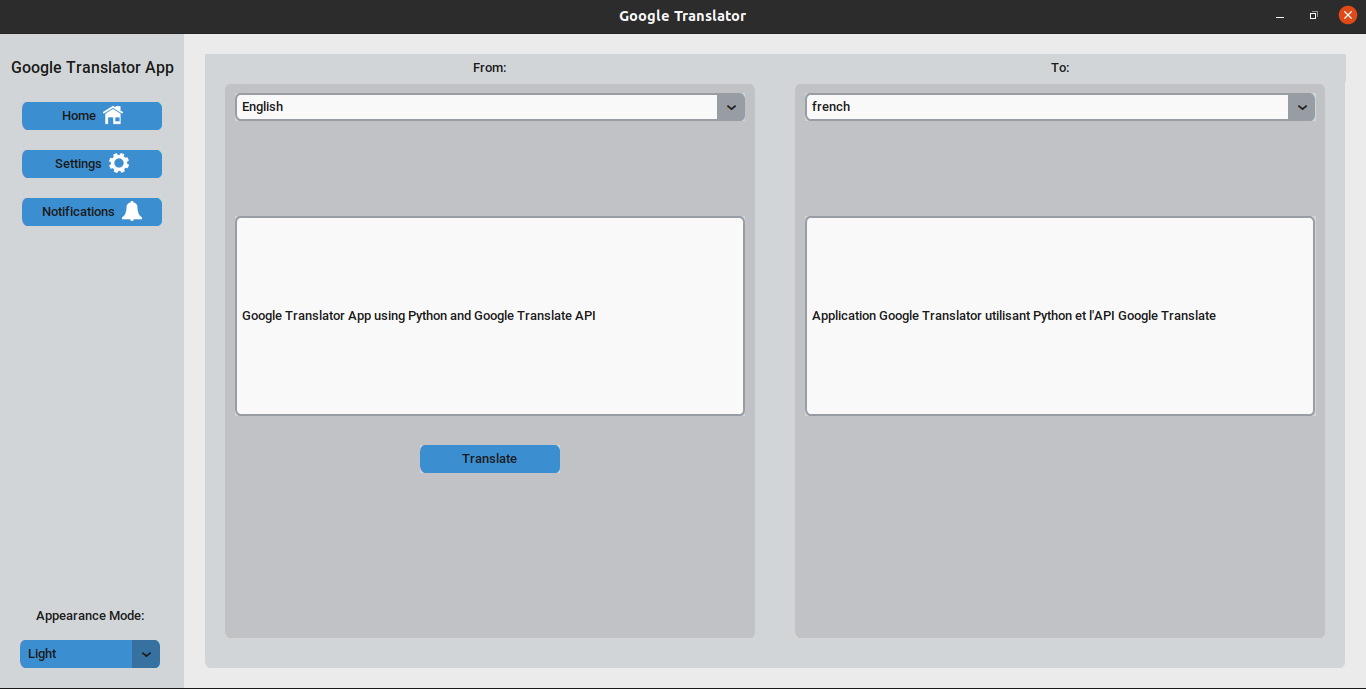 Google Translator
Google Translator App
Home
Settings
Notifications
Appearance Mode:
Light
From:
English
Google Translator App using Python and Google Translate API
Translate
To:
french
Application Google Translator utilisant Python et l'API Google Translate